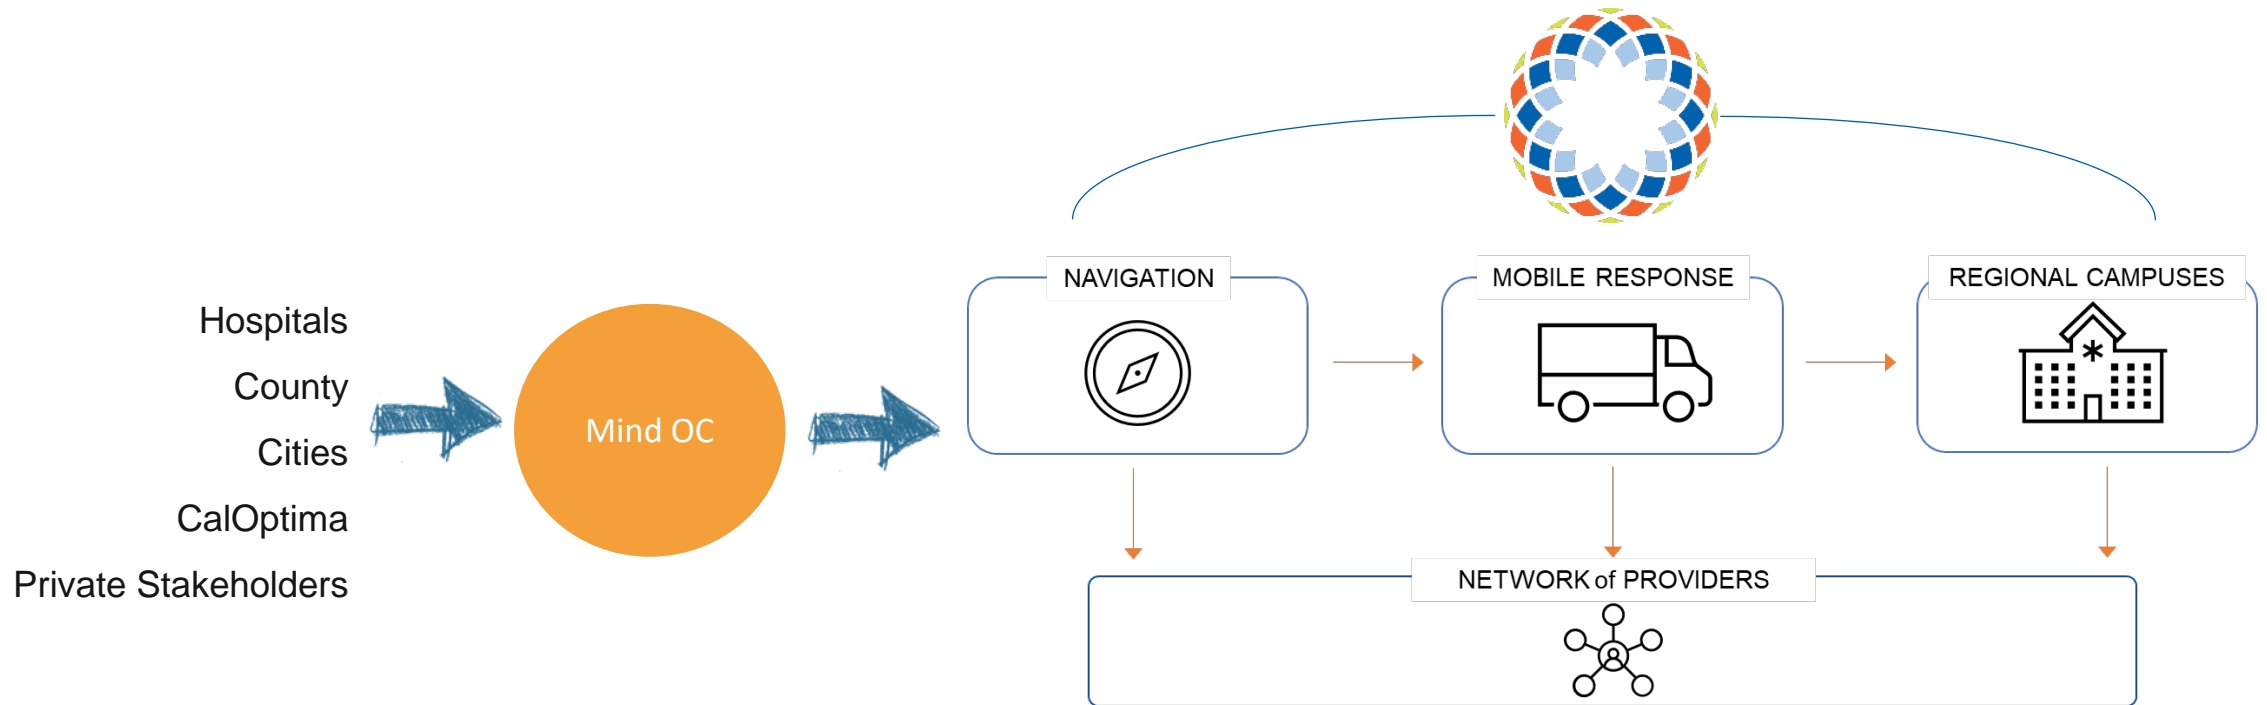 Hospitals
County
Cities
CalOptima
Private Stakeholders
Mind OC
NAVIGATION
MOBILE RESPONSE
REGIONAL CAMPUSES
NETWORK of PROVIDERS